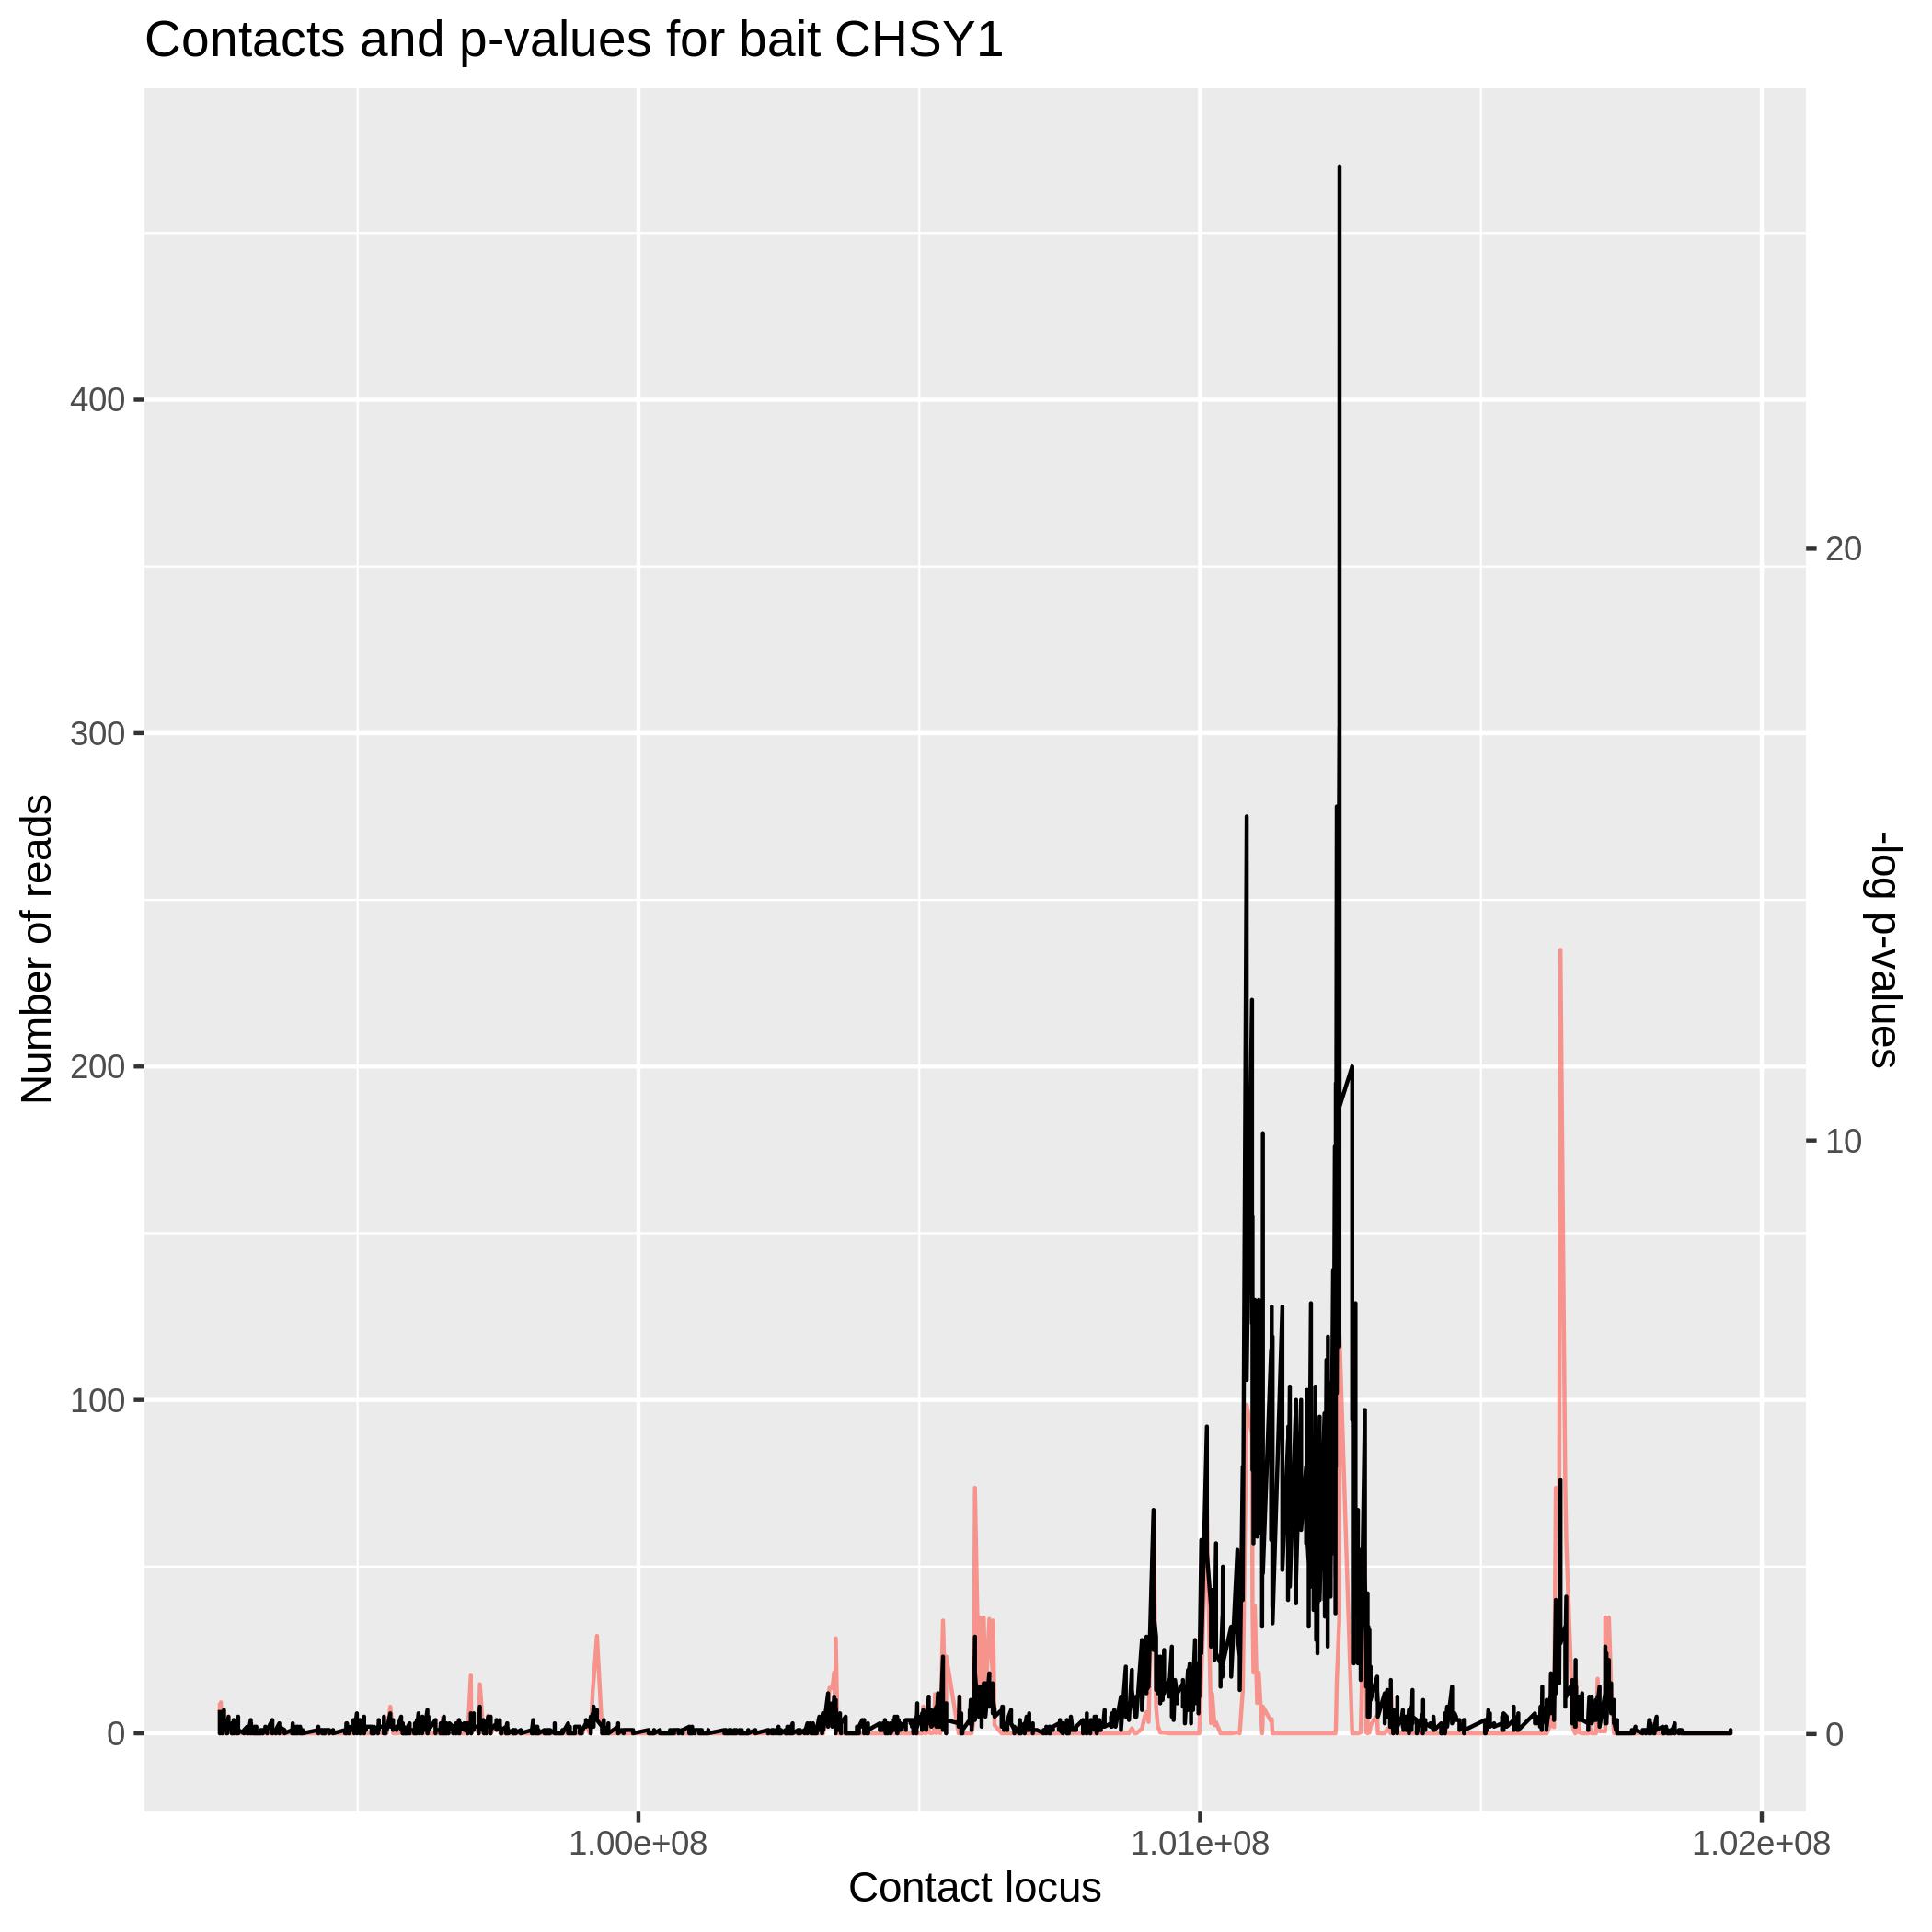 Contacts and p-values for bait CHSY1
Number of reads
400
300
200
100
0
20
10
0
-log p-values
1.00e+08
1.01e+08
1.02e+08
Contact locus